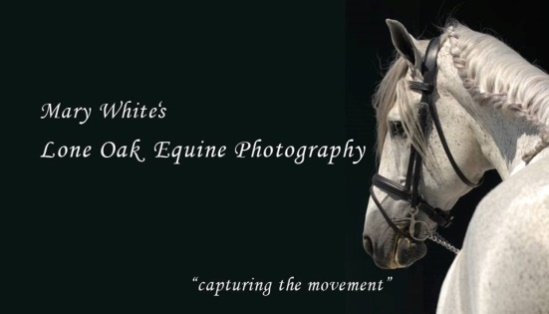 Mary White's
Lone Oak Equine Photography
"capturing the movement"